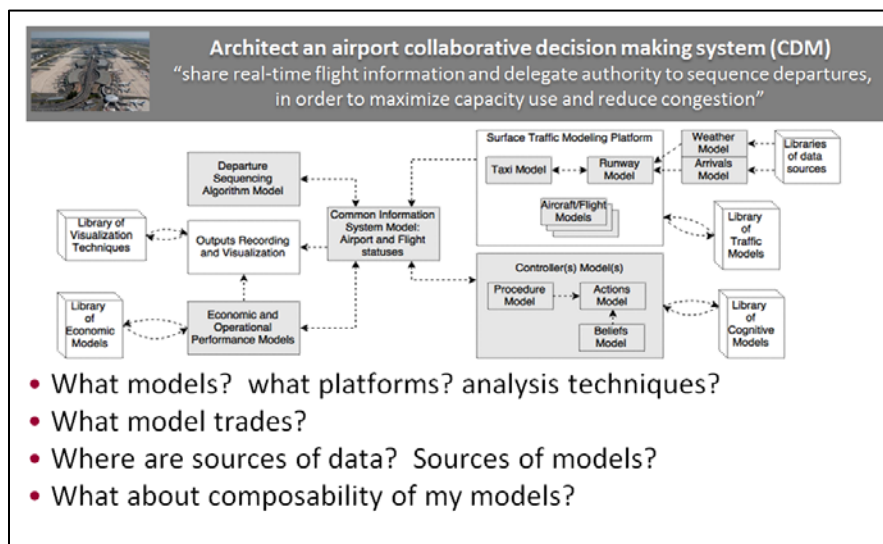 Architect an airport collaborative decision making system (CDM)
“share real-time flight information and delegate authority to sequence departures,
in order to maximize capacity use and reduce congestion”
Departure
Sequencing
Algorithm Model
Library of
Visualization
Techniques
Outputs Recording
and Visualization
Library
of
Economic Models
Economic and
Operational
Performance Models
Common Information
System Model:
Airport and Flight
statuses
Surface Traffic Modeling Platform
Taxi Model
Runway
Model
Aircraft/Flight
Models
Weather
Model
Arrivals Model
Libraries
of data
sources
Library
of
Traffic Models
Controller(s) Model(s)
Procedure
Model
Actions
Model
Beliefs
Model
Library
of
Cognitive Models
• What models? what platforms? analysis techniques?
• What model trades?
• Where are sources of data? Sources of models?
• What about composability of my models?